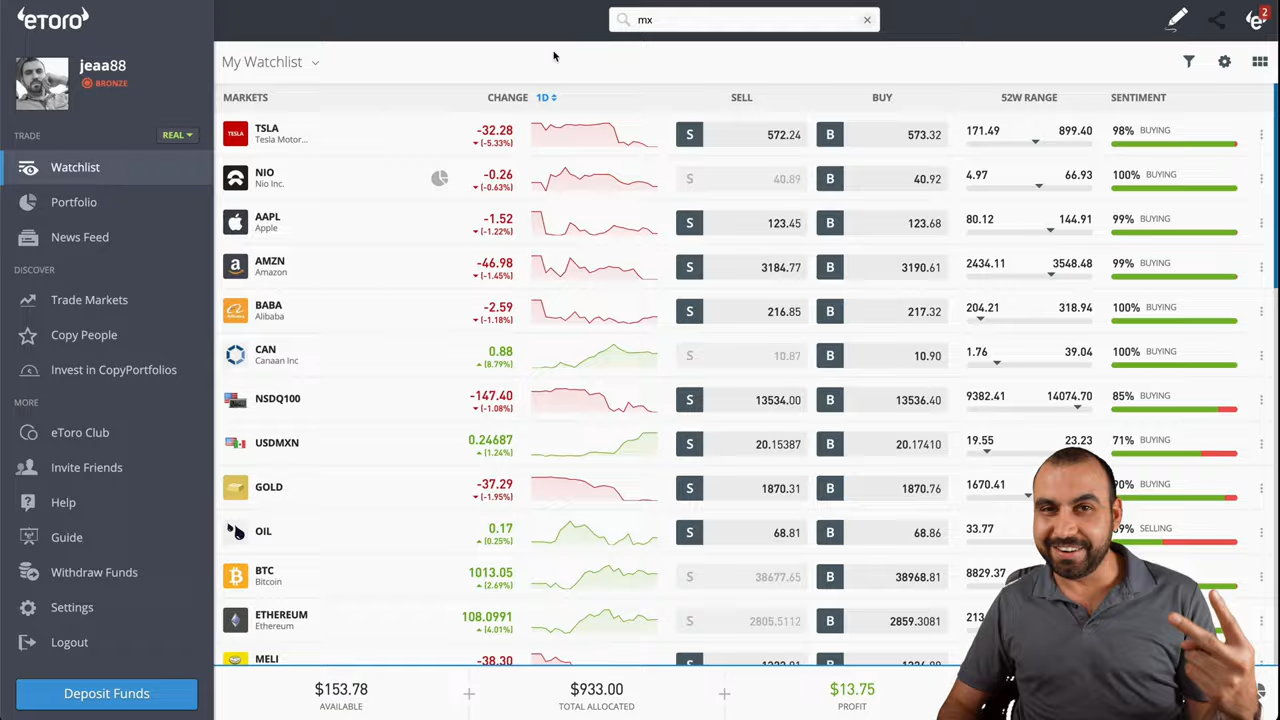 eToro
mx
2
jeaa88
BRONZE
TRADE
REAL
Watchlist
Portfolio
News Feed
DISCOVER
Trade Markets
Copy People
Invest in CopyPortfolios
MORE
eToro Club
Invite Friends
Help
Guide
Withdraw Funds
Settings
Logout
Deposit Funds
My Watchlist
MARKETS CHANGE 1D SELL BUY 52W RANGE SENTIMENT
TESLA TSLA Tesla Motor... -32.28 (-5.33%) S 572.24 B 573.32 171.49 899.40 98% BUYING
NIO Nio Inc. -0.26 (-0.63%) S 40.89 B 40.92 4.97 66.93 100% BUYING
AAPL Apple -1.52 (-1.22%) S 123.45 B 123.68 80.12 144.91 99% BUYING
AMZN Amazon -46.98 (-1.45%) S 3184.77 B 3190.61 2434.11 3548.48 99% BUYING
BABA Alibaba -2.59 (-1.18%) S 216.85 B 217.32 204.21 318.94 100% BUYING
CAN Canaan Inc 0.88 (8.79%) S 10.87 B 10.90 1.76 39.04 100% BUYING
NSDQ100 -147.40 (-1.08%) S 13534.00 B 13536.40 9382.41 14074.70 85% BUYING
USDMXN 0.24687 (1.24%) S 20.15387 B 20.17410 19.55 23.23 71% BUYING
GOLD -37.29 (-1.95%) S 1870.31 B 1870.76 1670.41 BUYING
OIL 0.17 (0.25%) S 68.81 B 68.86 33.77 SELLING
BTC Bitcoin 1013.05 (2.69%) S 38677.65 B 38968.81 8829.37
ETHEREUM Ethereum 108.0991 (4.01%) S 2805.5112 B 2859.3081
MELI -38.30
$153.78 + $933.00 + $13.75
AVAILABLE TOTAL ALLOCATED PROFIT